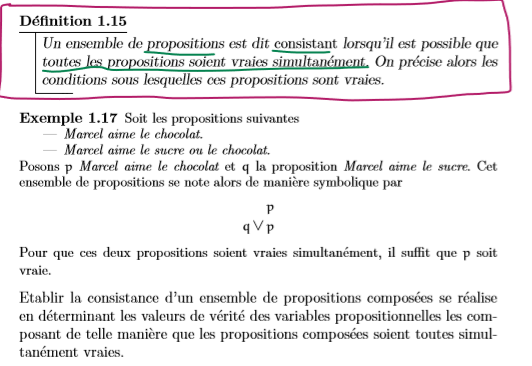 Définition 1.15
Un ensemble de propositions est dit consistant lorsqu'il est possible que
toutes les propositions soient vraies simultanément. On précise alors les
conditions sous lesquelles ces propositions sont vraies.
Exemple 1.17 Soit les propositions suivantes
— Marcel aime le chocolat.
— Marcel aime le sucre ou le chocolat.
Posons p Marcel aime le chocolat et q la proposition Marcel aime le sucre. Cet
ensemble de propositions se note alors de manière symbolique par
p
q ∨ p
Pour que ces deux propositions soient vraies simultanément, il suffit que p soit
vraie.
Etablir la consistance d'un ensemble de propositions composées se réalise
en déterminant les valeurs de vérité des variables propositionnelles les com-
posant de telle manière que les propositions composées soient toutes simul-
tanément vraies.